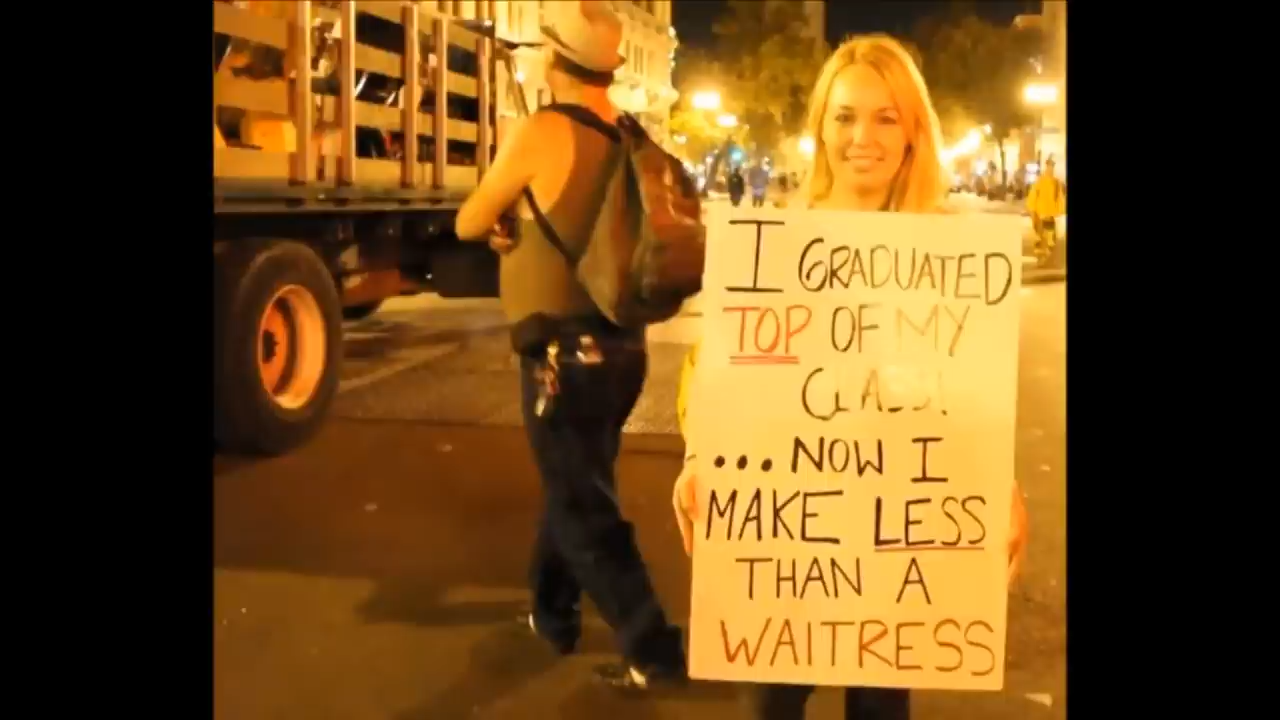 I GRADUATED
TOP OF MY
CLASS!
...NOW I
MAKE LESS
THAN A
WAITRESS